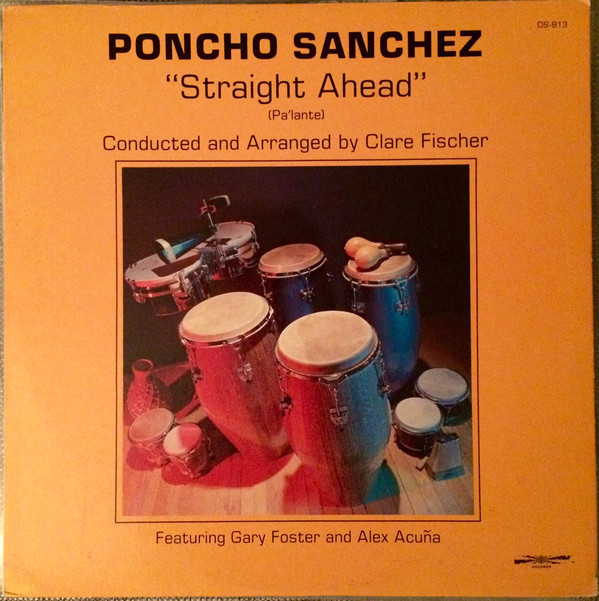 DS-813
PONCHO SANCHEZ
“Straight Ahead”
(Pa'lante)
Conducted and Arranged by Clare Fischer
Featuring Gary Foster and Alex Acuña
RECORDS